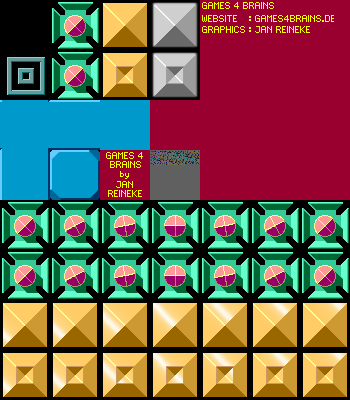 GAMES 4 BRAINS
WEBSITE : GAMES4BRAINS.DE
GRAPHICS : JAN REINEKE
GAMES 4
BRAINS
by
JAN
REINEKE